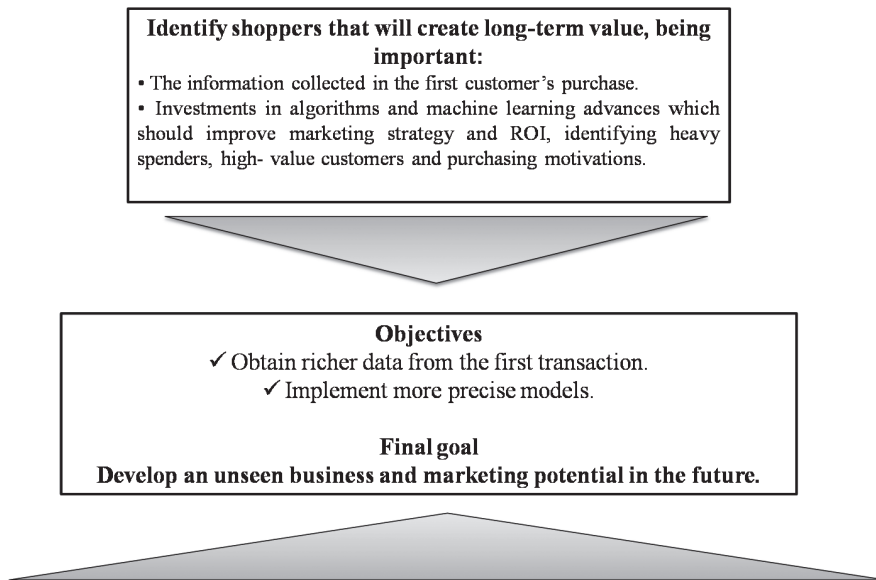 Identify shoppers that will create long-term value, being
important:
▪ The information collected in the first customer’s purchase.
▪ Investments in algorithms and machine learning advances which
should improve marketing strategy and ROI, identifying heavy
spenders, high- value customers and purchasing motivations.
Objectives
✓ Obtain richer data from the first transaction.
✓ Implement more precise models.
Final goal
Develop an unseen business and marketing potential in the future.